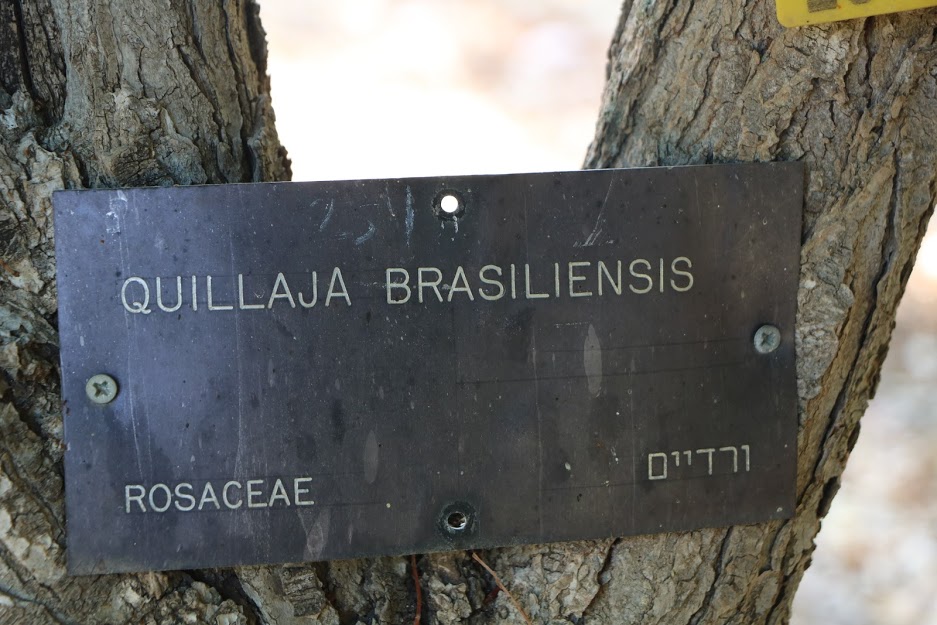 QUILLAJA BRASILIENSIS
ROSACEAE
ורדיים